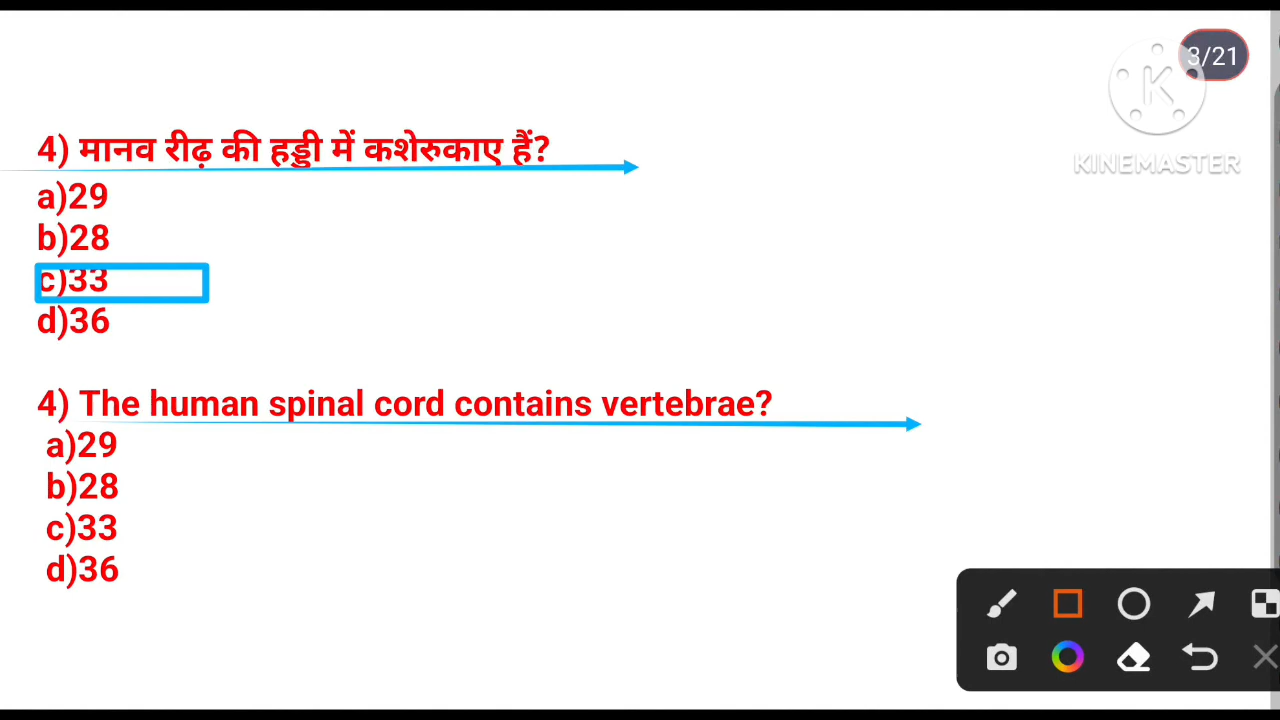 3/21
KINEMASTER
4) मानव रीढ़ की हड्डी में कशेरुकाए हैं?
a)29
b)28
c)33
d)36
4) The human spinal cord contains vertebrae?
a)29
b)28
c)33
d)36